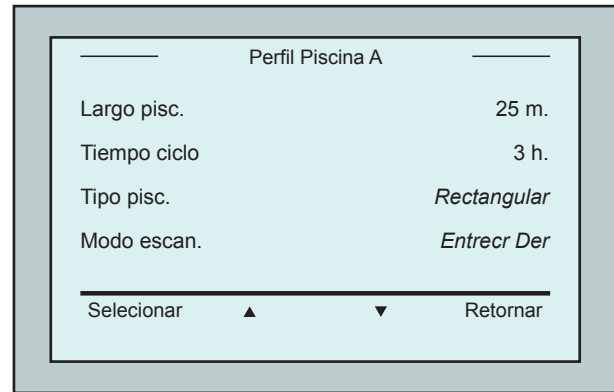 Perfil Piscina A
Largo pisc. 25 m.
Tiempo ciclo 3 h.
Tipo pisc. Rectangular
Modo escan. Entrecr Der
Selecionar ▲ ▼ Retornar